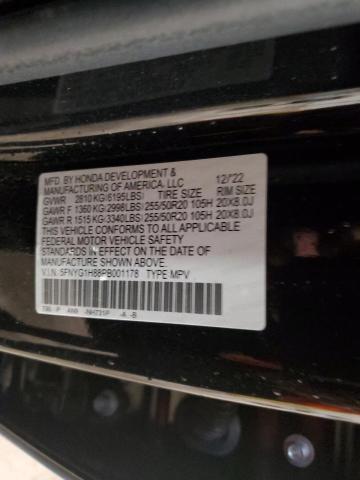 MFD. BY HONDA DEVELOPMENT &
MANUFACTURING OF AMERICA, LLC 12/'22
GVWR 2810 KG(6195LBS) TIRE SIZE RIM SIZE
GAWR F 1360 KG-2998LBS) 255/50R20 105H 20X8.0J
GAWR R 1515 KG-3340LBS) 255/50R20 105H 20X8.0J
THIS VEHICLE CONFORMS TO ALL APPLICABLE
FEDERAL MOTOR VEHICLE SAFETY
STANDARDS IN EFFECT ON THE DATE OF
MANUFACTURE SHOWN ABOVE.
V.I.N. 5FNYG1H88PB001178 TYPE MPV
NH731P -A -B